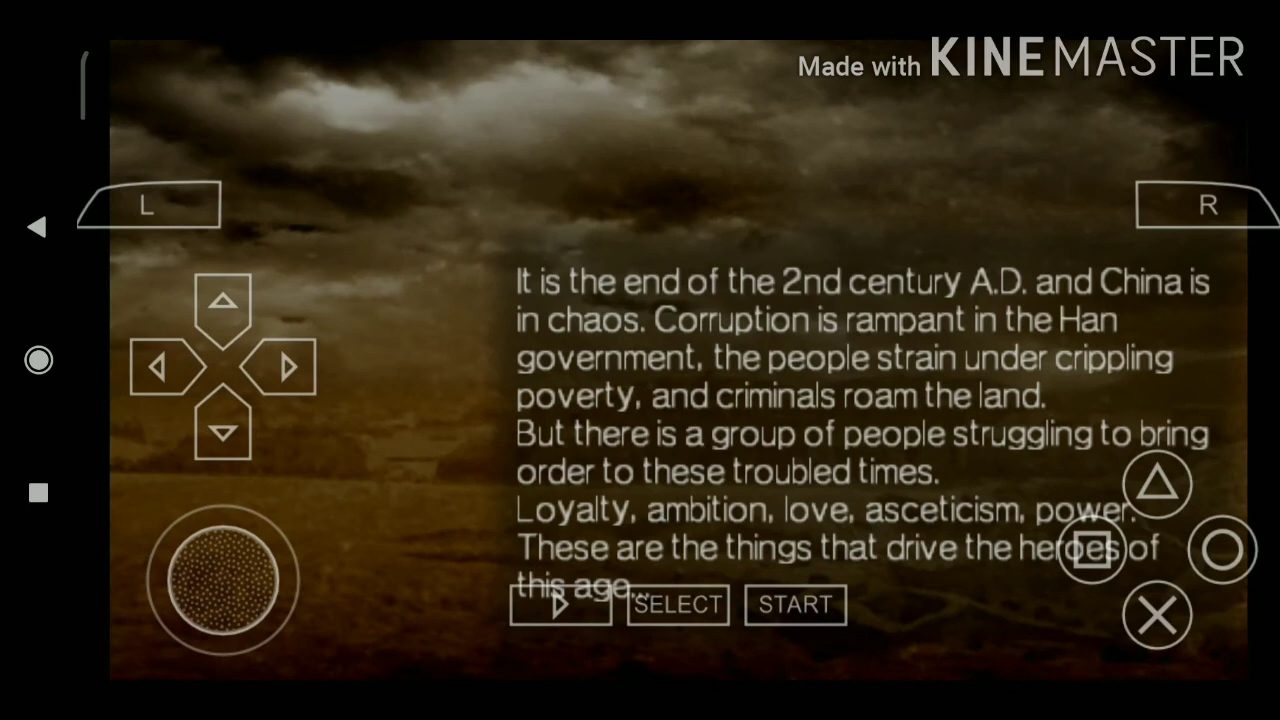 Made with KINEMASTER
L
R
It is the end of the 2nd century A.D. and China is
in chaos. Corruption is rampant in the Han
government, the people strain under crippling
poverty, and criminals roam the land.
But there is a group of people struggling to bring
order to these troubled times.
Loyalty, ambition, love, asceticism, power.
These are the things that drive the heroes of
this age...
SELECT
START